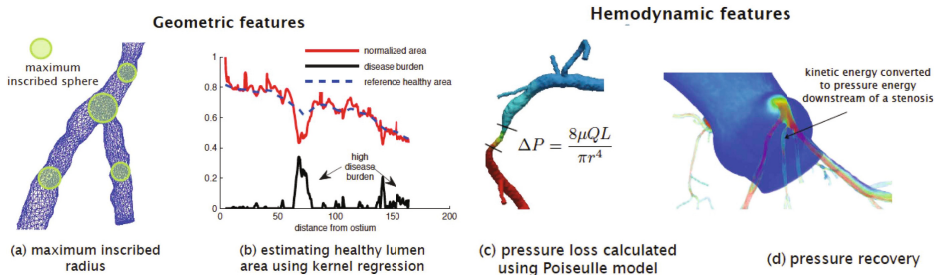 Geometric features
Hemodynamic features
maximum
inscribed sphere
(a) maximum inscribed
radius
normalized area
disease burden
reference healthy area
1
0.8
0.6
0.4
0.2
0
0
50
100
150
200
high
disease
burden
distance from ostium
(b) estimating healthy lumen
area using kernel regression
ΔP = 8μQL / πr⁴
(c) pressure loss calculated
using Poiseulle model
kinetic energy converted
to pressure energy
downstream of a stenosis
(d) pressure recovery